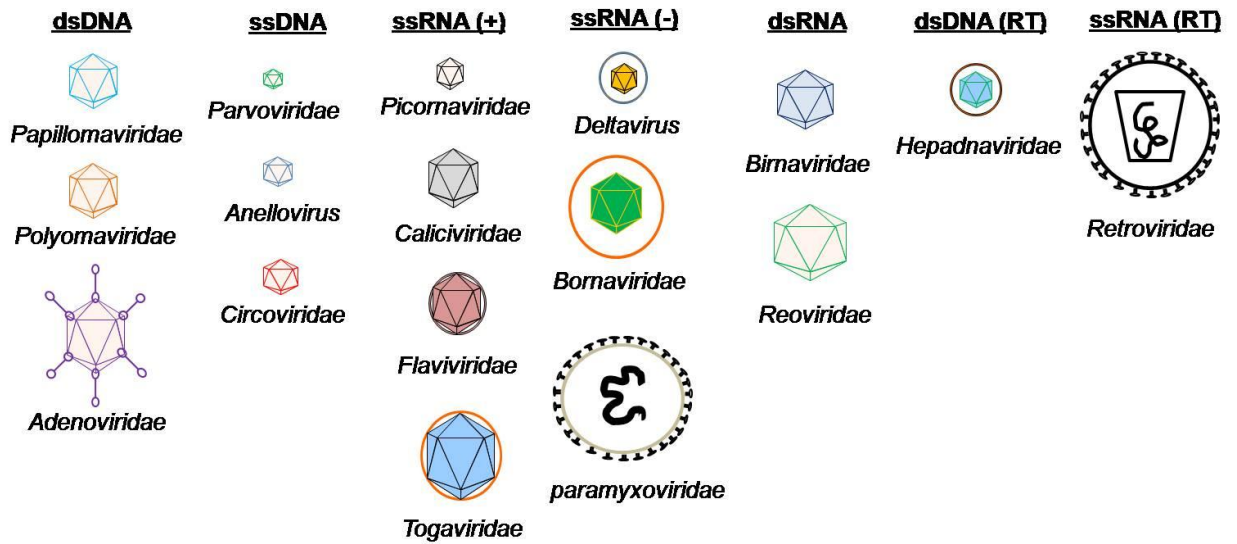 dsDNA
Papillomaviridae
Polyomaviridae
Adenoviridae
ssDNA
Parvoviridae
Anellovirus
Circoviridae
ssRNA (+)
Picornaviridae
Caliciviridae
Flaviviridae
Togaviridae
ssRNA (-)
Deltavirus
Bornaviridae
paramyxoviridae
dsRNA
Birnaviridae
Reoviridae
dsDNA (RT)
Hepadnaviridae
ssRNA (RT)
Retroviridae